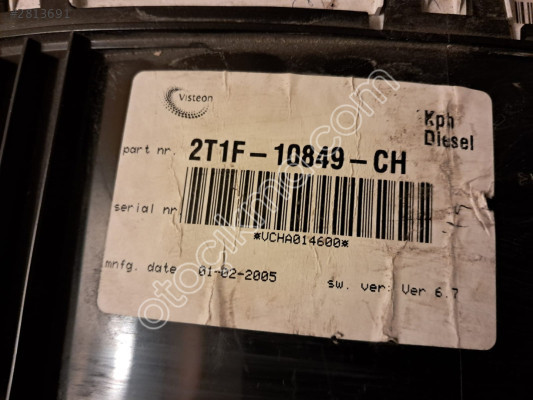 #2813691
Visteon
Kph
Diesel
part nr. 2T1F-10849-CH
serial nr.
*VCHA014600*
mnfg. date 01-02-2005
sw. ver: Ver 6.7
otocikma.com